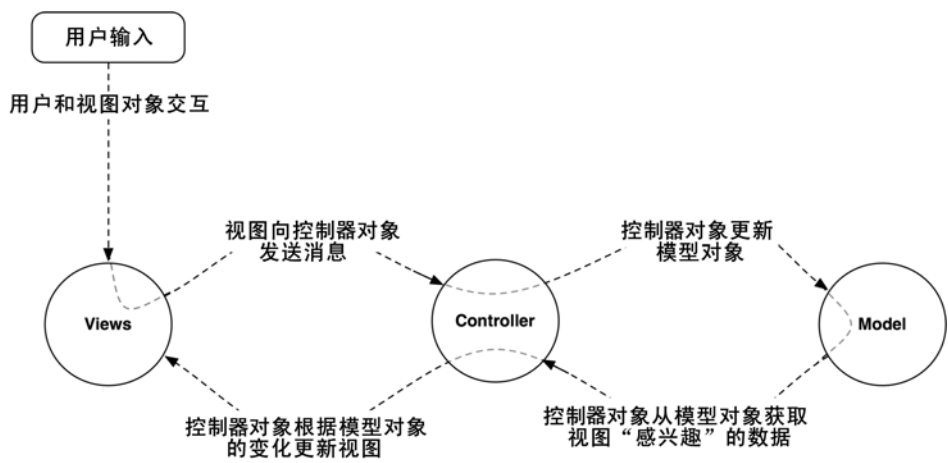 用户输入
用户和视图对象交互
视图向控制器对象
发送消息
控制器对象更新
模型对象
Views
Controller
Model
控制器对象根据模型对象
的变化更新视图
控制器对象从模型对象获取
视图“感兴趣”的数据